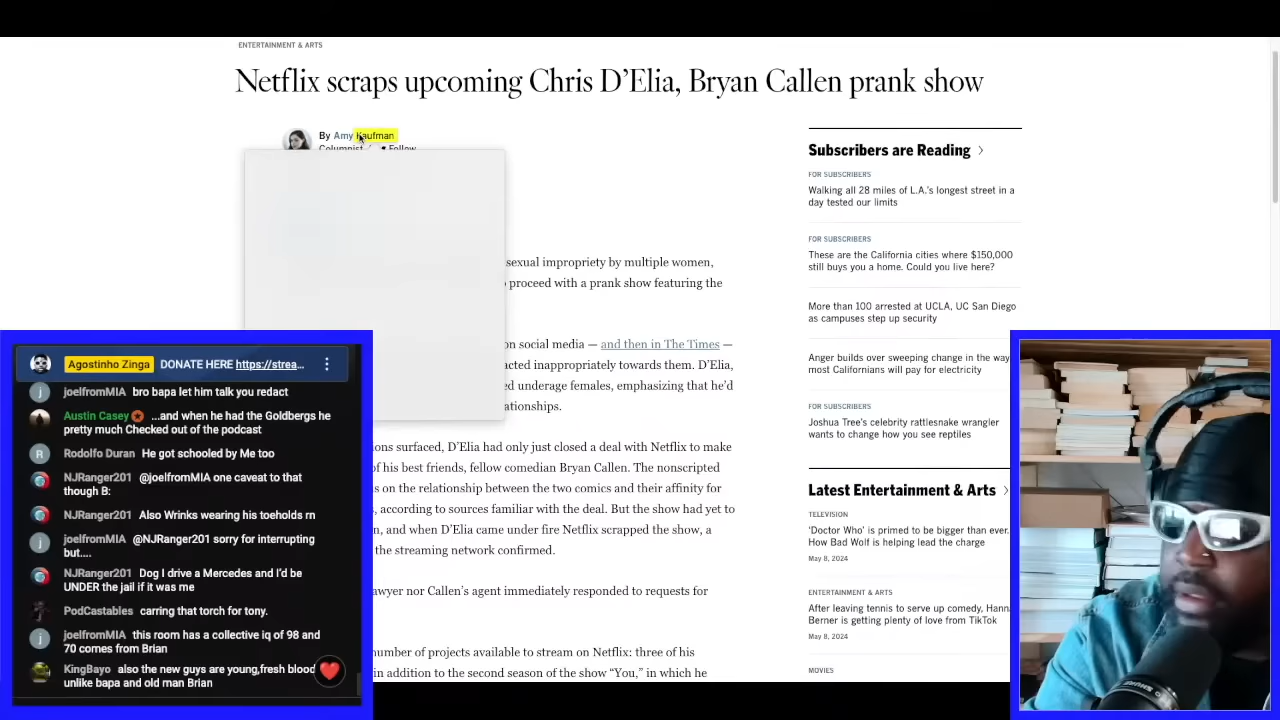 ENTERTAINMENT & ARTS
Netflix scraps upcoming Chris D’Elia, Bryan Callen prank show
By Amy Kaufman
Columnist
Follow
sexual impropriety by multiple women,
proceed with a prank show featuring the
on social media — and then in The Times —
acted inappropriately towards them. D’Elia,
ed underage females, emphasizing that he’d
ationships.
ions surfaced, D’Elia had only just closed a deal with Netflix to make
of his best friends, fellow comedian Bryan Callen. The nonscripted
s on the relationship between the two comics and their affinity for
, according to sources familiar with the deal. But the show had yet to
n, and when D’Elia came under fire Netflix scrapped the show, a
the streaming network confirmed.
awyer nor Callen’s agent immediately responded to requests for
number of projects available to stream on Netflix: three of his
in addition to the second season of the show “You,” in which he
Subscribers are Reading
FOR SUBSCRIBERS
Walking all 28 miles of L.A.’s longest street in a
day tested our limits
FOR SUBSCRIBERS
These are the California cities where $150,000
still buys you a home. Could you live here?
More than 100 arrested at UCLA, UC San Diego
as campuses step up security
Anger builds over sweeping change in the way
most Californians will pay for electricity
FOR SUBSCRIBERS
Joshua Tree’s celebrity rattlesnake wrangler
wants to change how you see reptiles
Latest Entertainment & Arts
TELEVISION
‘Doctor Who’ is primed to be bigger than ever.
How Bad Wolf is helping lead the charge
May 8, 2024
ENTERTAINMENT & ARTS
After leaving tennis to serve up comedy, Hann
Berner is getting plenty of love from TikTok
May 8, 2024
MOVIES
Agostinho Zinga DONATE HERE https://strea...
joelfromMIA bro bapa let him talk you redact
Austin Casey ...and when he had the Goldbergs he
pretty much Checked out of the podcast
R Rodolfo Duran He got schooled by Me too
NJRanger201 @joelfromMIA one caveat to that
though B:
NJRanger201 Also Wrinks wearing his toeholds rn
j joelfromMIA @NJRanger201 sorry for interrupting
but....
NJRanger201 Dog I drive a Mercedes and I’d be
UNDER the jail if it was me
PodCastables carring that torch for tony.
j joelfromMIA this room has a collective iq of 98 and
70 comes from Brian
KingBayo also the new guys are young,fresh blood
unlike bapa and old man Brian
SHURE